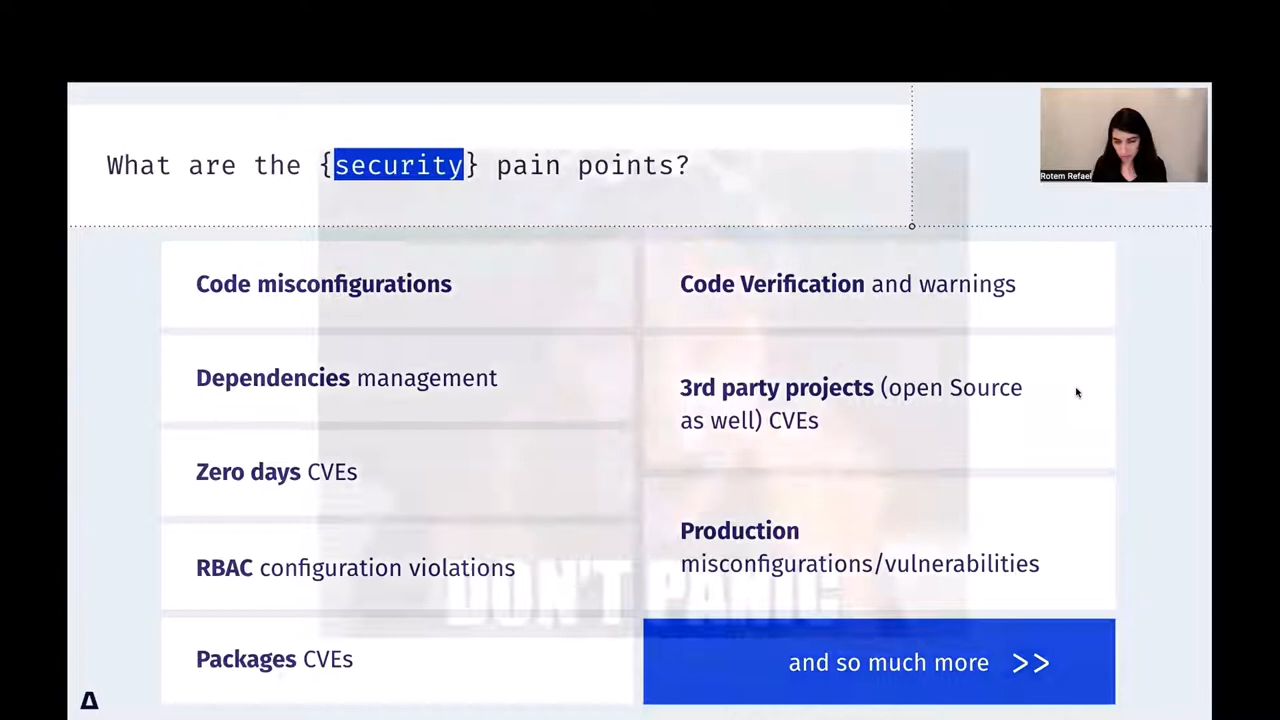 What are the {security} pain points?
Rotem Refael
Code misconfigurations
Dependencies management
Zero days CVEs
RBAC configuration violations
Packages CVEs
Code Verification and warnings
3rd party projects (open Source
as well) CVEs
Production
misconfigurations/vulnerabilities
and so much more >>
DON'T PANIC